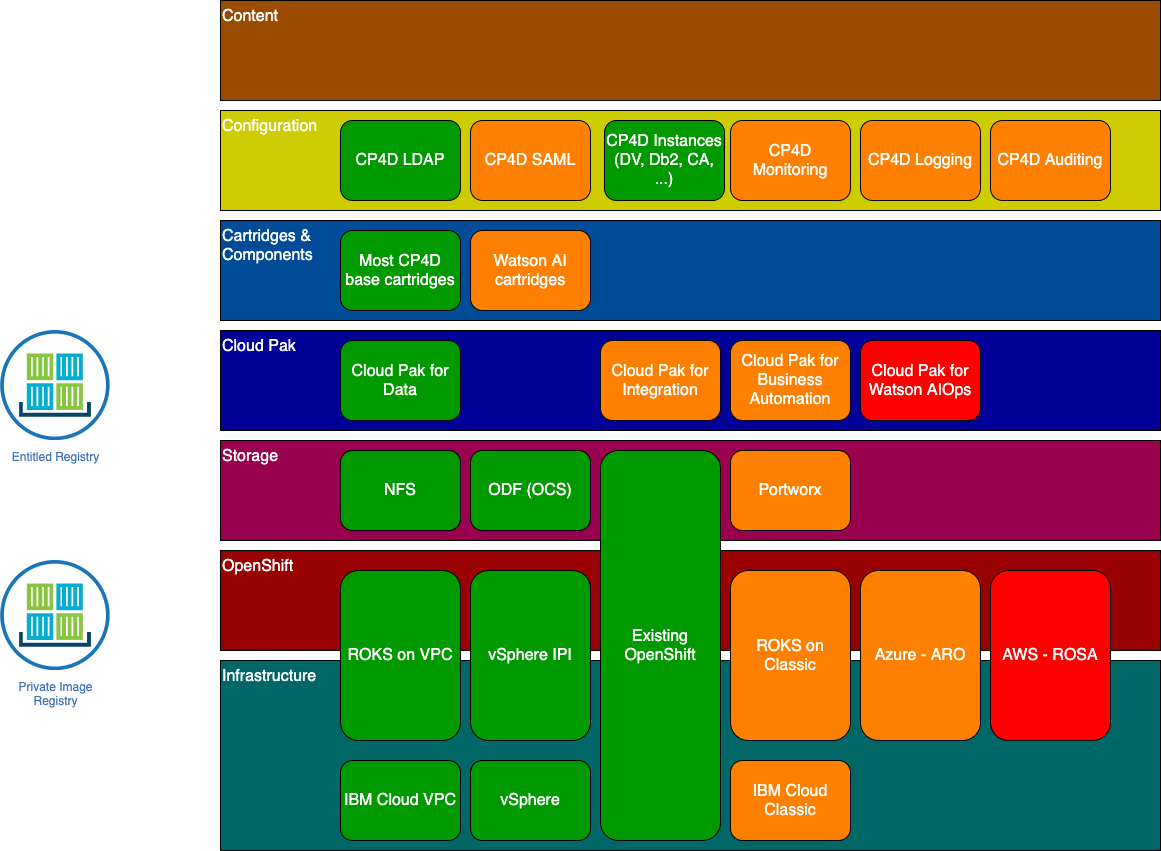 Content
Configuration
CP4D LDAP
CP4D SAML
CP4D Instances
(DV, Db2, CA,
...)
CP4D
Monitoring
CP4D Logging
CP4D Auditing
Cartridges &
Components
Most CP4D
base cartridges
Watson AI
cartridges
Cloud Pak
Cloud Pak for
Data
Cloud Pak for
Integration
Cloud Pak for
Business
Automation
Cloud Pak for
Watson AIOps
Entitled Registry
Storage
NFS
ODF (OCS)
Portworx
OpenShift
Existing
OpenShift
ROKS on VPC
vSphere IPI
ROKS on
Classic
Azure - ARO
AWS - ROSA
Private Image
Registry
Infrastructure
IBM Cloud VPC
vSphere
IBM Cloud
Classic